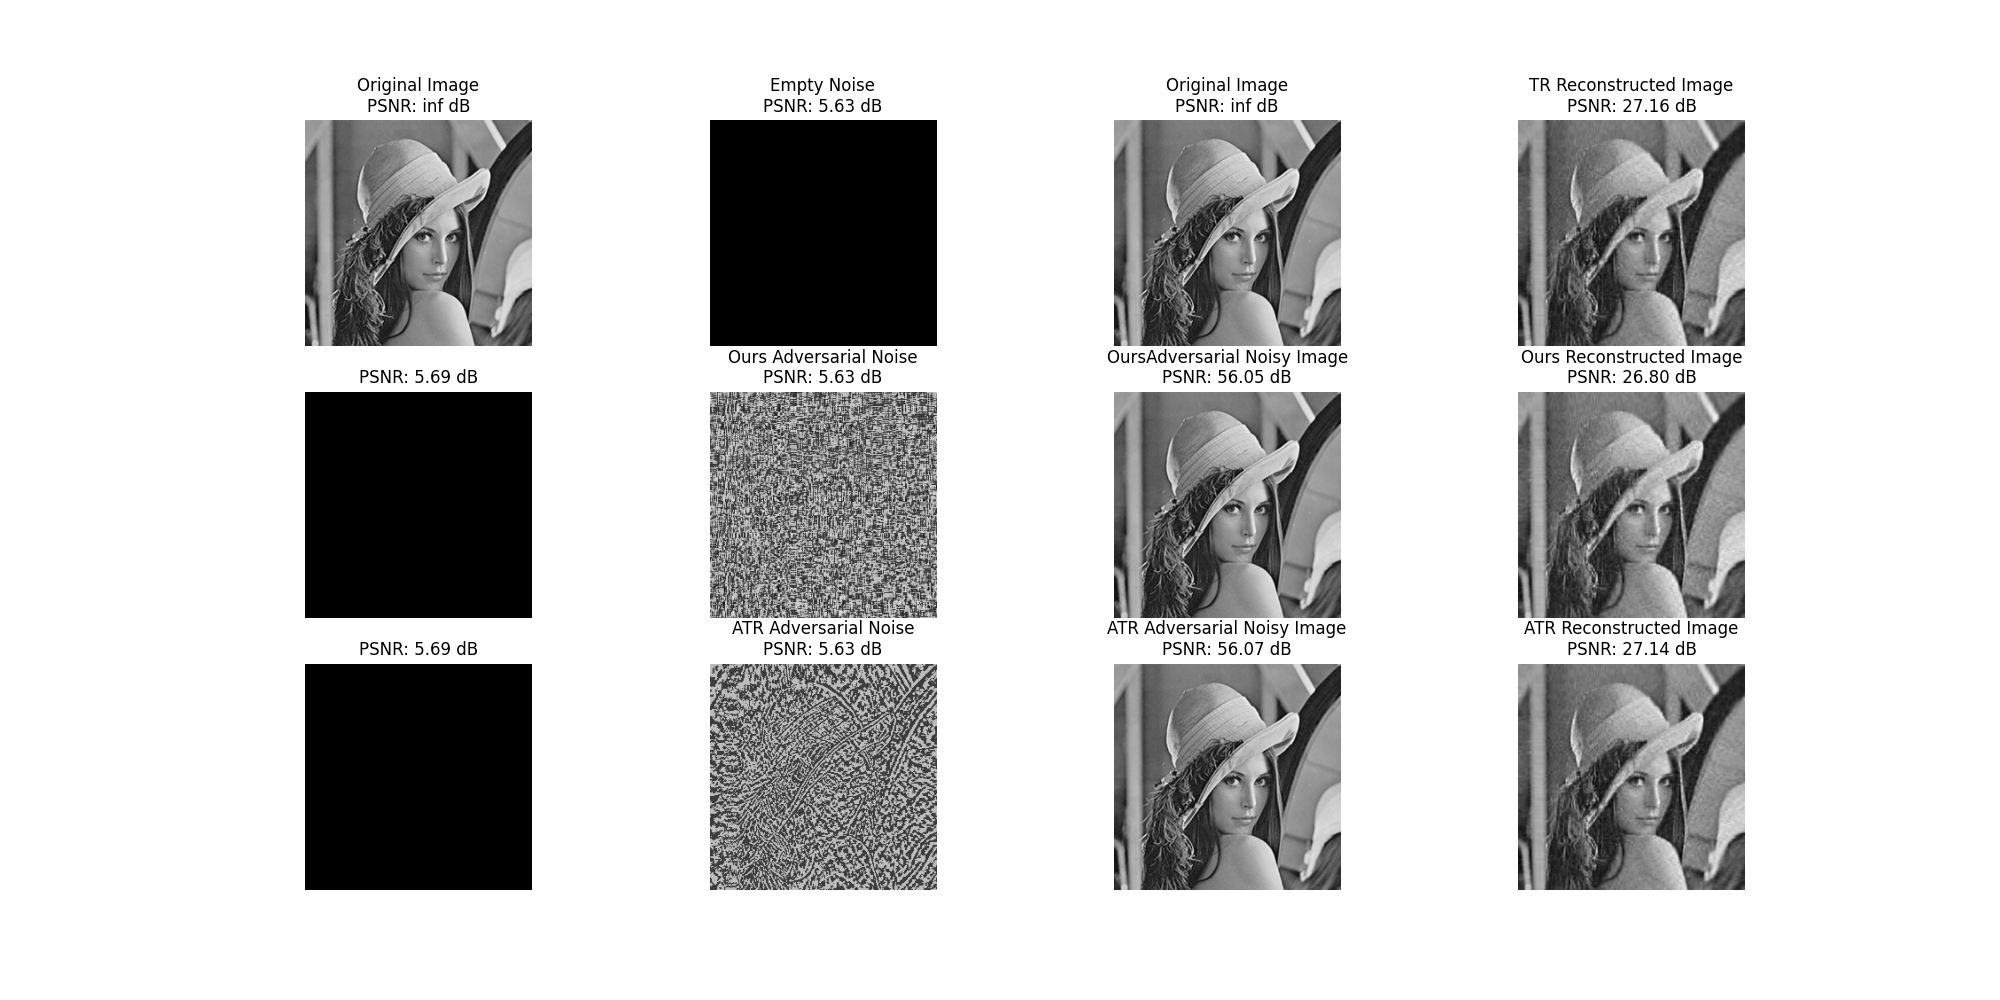 Original Image
PSNR: inf dB
Empty Noise
PSNR: 5.63 dB
Original Image
PSNR: inf dB
TR Reconstructed Image
PSNR: 27.16 dB
PSNR: 5.69 dB
Ours Adversarial Noise
PSNR: 5.63 dB
OursAdversarial Noisy Image
PSNR: 56.05 dB
Ours Reconstructed Image
PSNR: 26.80 dB
PSNR: 5.69 dB
ATR Adversarial Noise
PSNR: 5.63 dB
ATR Adversarial Noisy Image
PSNR: 56.07 dB
ATR Reconstructed Image
PSNR: 27.14 dB